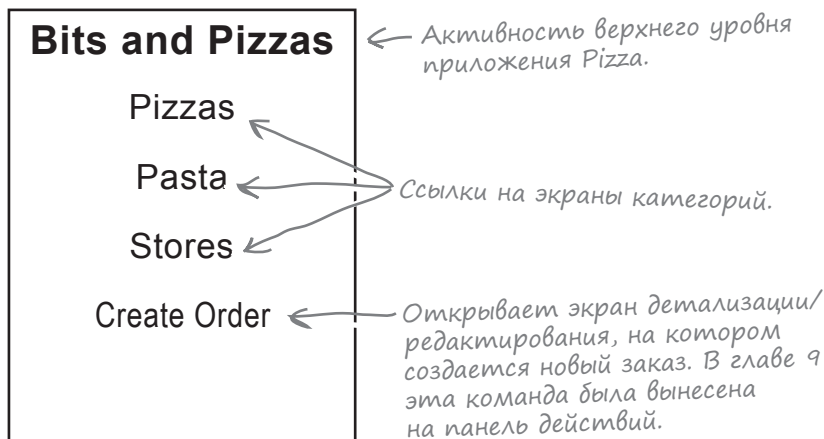 Bits and Pizzas
Активность верхнего уровня
приложения Pizza.
Pizzas
Pasta
Stores
Ссылки на экраны категорий.
Create Order
Открывает экран детализации/
редактирования, на котором
создается новый заказ. В главе 9
эта команда была вынесена
на панель действий.